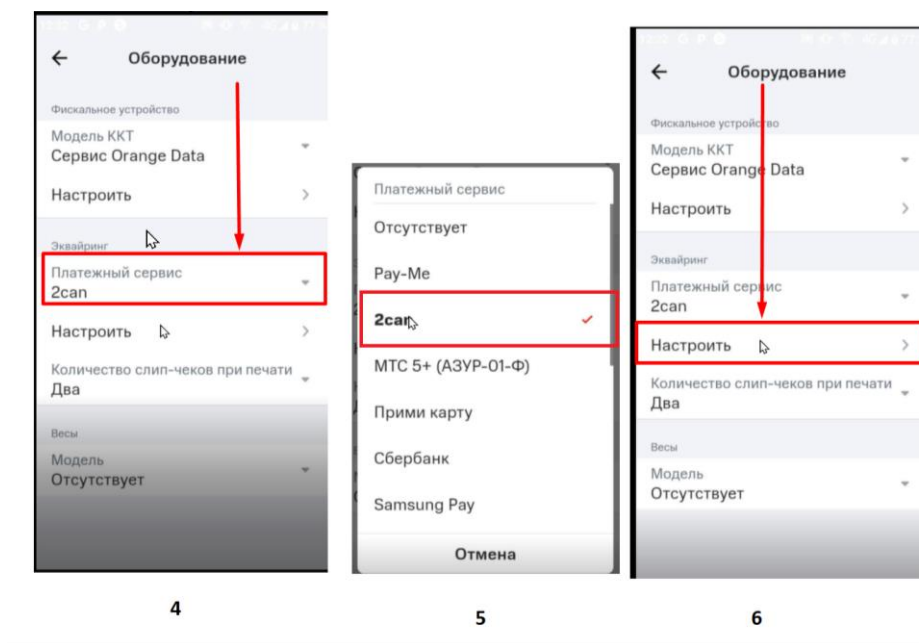 Оборудование
Фискальное устройство
Модель ККТ
Сервис Orange Data
Настроить
Эквайринг
Платежный сервис
2can
Настроить
Количество слип-чеков при печати
Два
Весы
Модель
Отсутствует
4
Платежный сервис
Отсутствует
Pay-Me
2can
МТС 5+ (АЗУР-01-Ф)
Прими карту
Сбербанк
Samsung Pay
Отмена
5
Оборудование
Фискальное устройство
Модель ККТ
Сервис Orange Data
Настроить
Эквайринг
Платежный сервис
2can
Настроить
Количество слип-чеков при печати
Два
Весы
Модель
Отсутствует
6